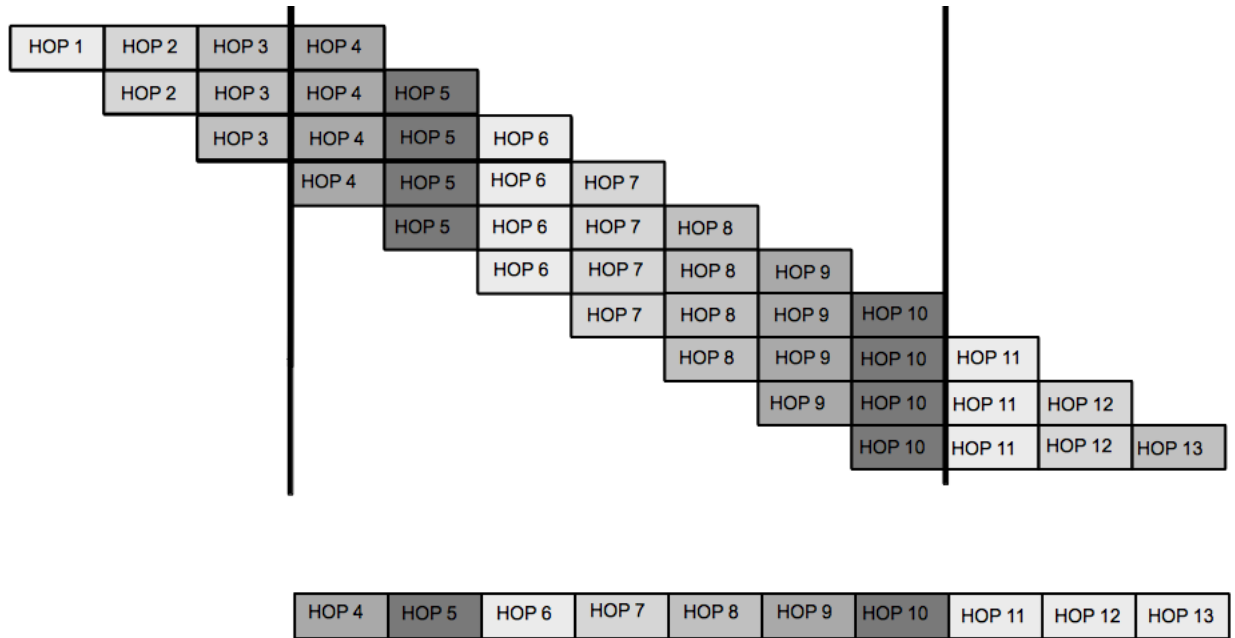 HOP 1 HOP 2 HOP 3 HOP 4
HOP 2 HOP 3 HOP 4 HOP 5
HOP 3 HOP 4 HOP 5 HOP 6
HOP 4 HOP 5 HOP 6 HOP 7
HOP 5 HOP 6 HOP 7 HOP 8
HOP 6 HOP 7 HOP 8 HOP 9
HOP 7 HOP 8 HOP 9 HOP 10
HOP 8 HOP 9 HOP 10 HOP 11
HOP 9 HOP 10 HOP 11 HOP 12
HOP 10 HOP 11 HOP 12 HOP 13
HOP 4 HOP 5 HOP 6 HOP 7 HOP 8 HOP 9 HOP 10 HOP 11 HOP 12 HOP 13